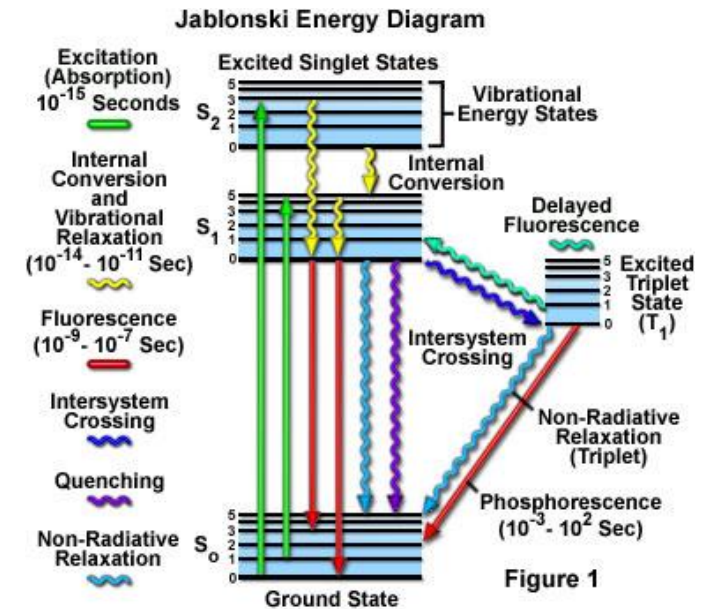 Jablonski Energy Diagram
Excitation
(Absorption)
10-15 Seconds
Internal
Conversion
and
Vibrational
Relaxation
(10-14 - 10-11 Sec)
Fluorescence
(10-9 - 10-7 Sec)
Intersystem
Crossing
Quenching
Non-Radiative
Relaxation
Excited Singlet States
S2
5
3
2
1
0
Vibrational
Energy States
Internal
Conversion
S1
5
3
2
1
0
Delayed
Fluorescence
5
3
2
1
0
Excited
Triplet
State
(T1)
Intersystem
Crossing
Non-Radiative
Relaxation
(Triplet)
Phosphorescence
(10-3 - 102 Sec)
So
5
3
2
1
0
Ground State
Figure 1